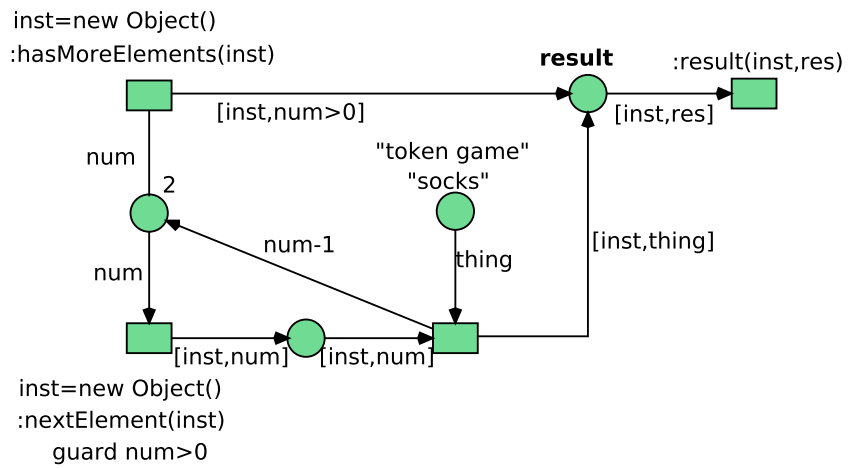 inst=new Object()
:hasMoreElements(inst)
result
:result(inst,res)
[inst,num>0]
[inst,res]
num
"token game"
"socks"
2
num-1
thing
[inst,thing]
num
[inst,num]
[inst,num]
inst=new Object()
:nextElement(inst)
guard num>0